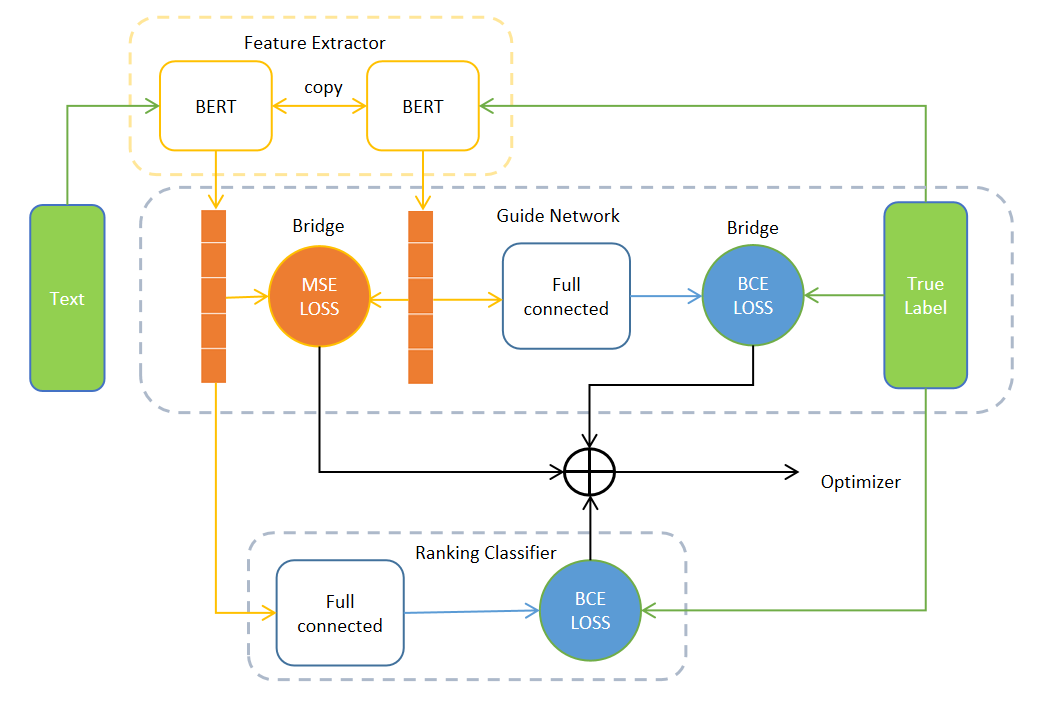 Feature Extractor
BERT
copy
BERT
Text
Bridge
MSE
LOSS
Guide Network
Full
connected
Bridge
BCE
LOSS
True
Label
Optimizer
Ranking Classifier
Full
connected
BCE
LOSS